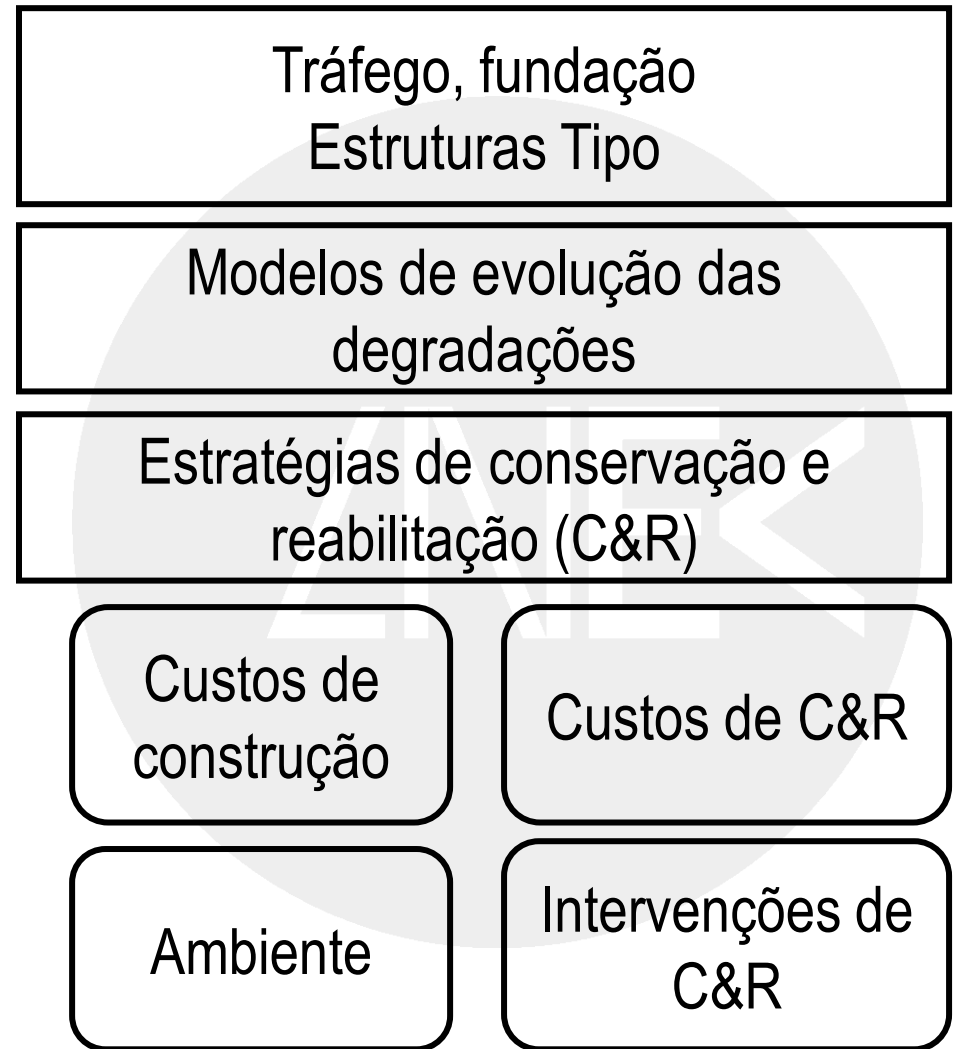 Tráfego, fundação
Estruturas Tipo
Modelos de evolução das
degradações
Estratégias de conservação e
reabilitação (C&R)
Custos de
construção
Custos de C&R
Ambiente
Intervenções de
C&R